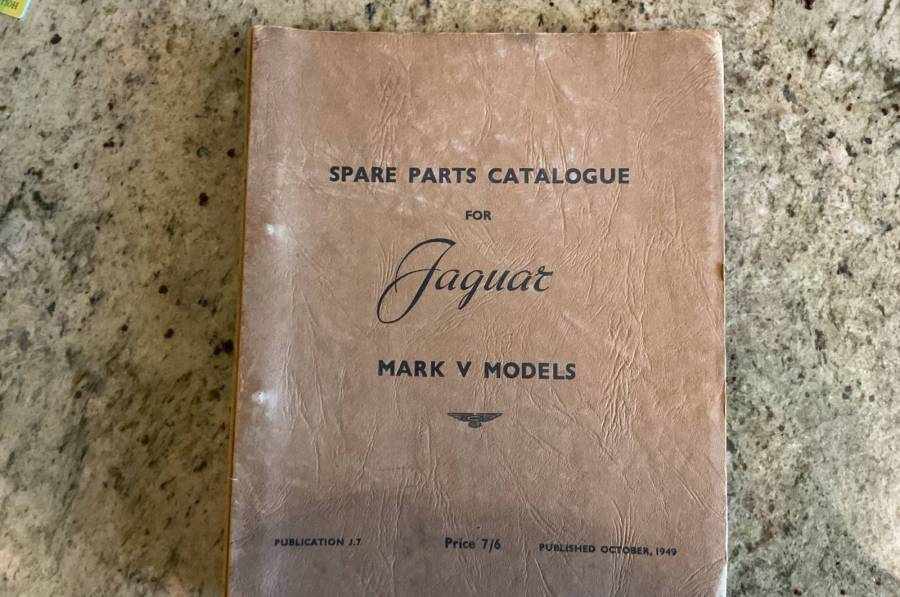 SPARE PARTS CATALOGUE
FOR
Jaguar
MARK V MODELS
PUBLICATION J.7 Price 7/6 PUBLISHED OCTOBER, 1949